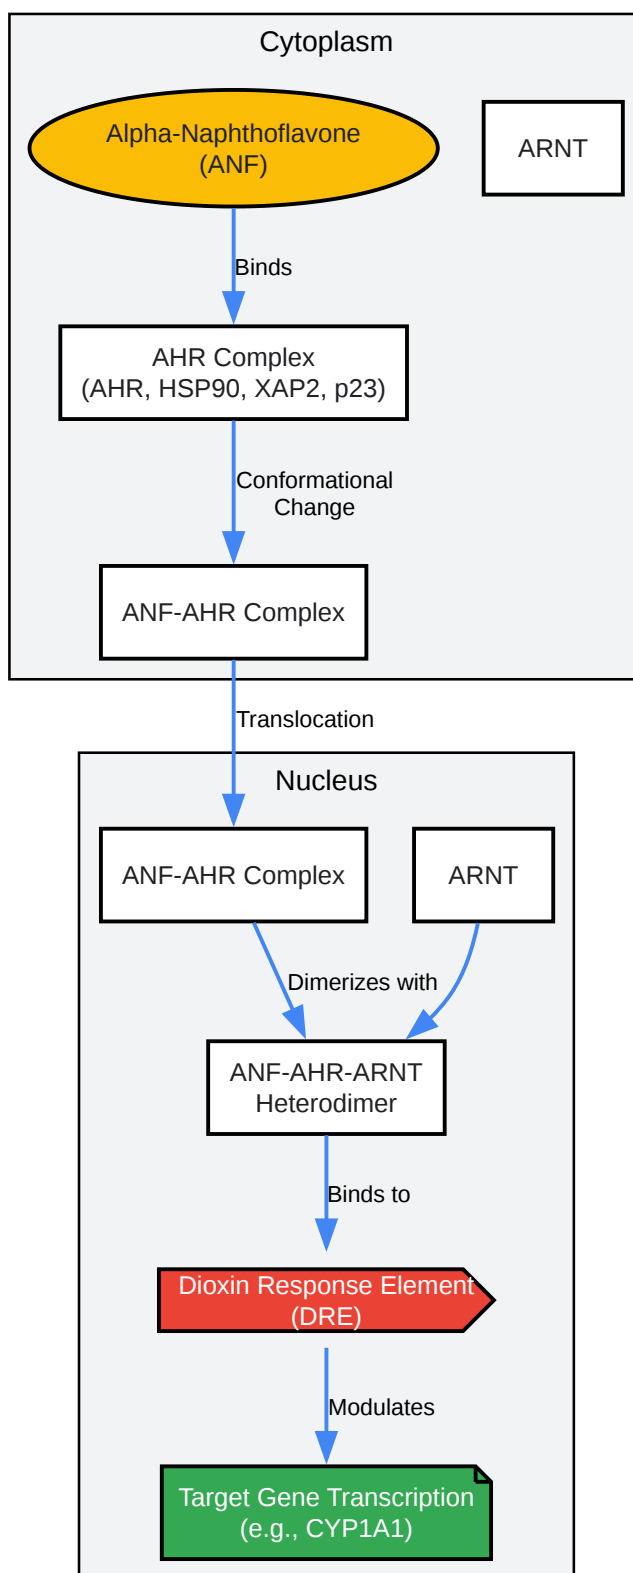 Cytoplasm
Alpha-Naphthoflavone
(ANF)
ARNT
Binds
AHR Complex
(AHR, HSP90, XAP2, p23)
Conformational
Change
ANF-AHR Complex
Translocation
Nucleus
ANF-AHR Complex
ARNT
Dimerizes with
ANF-AHR-ARNT
Heterodimer
Binds to
Dioxin Response Element
(DRE)
Modulates
Target Gene Transcription
(e.g., CYP1A1)